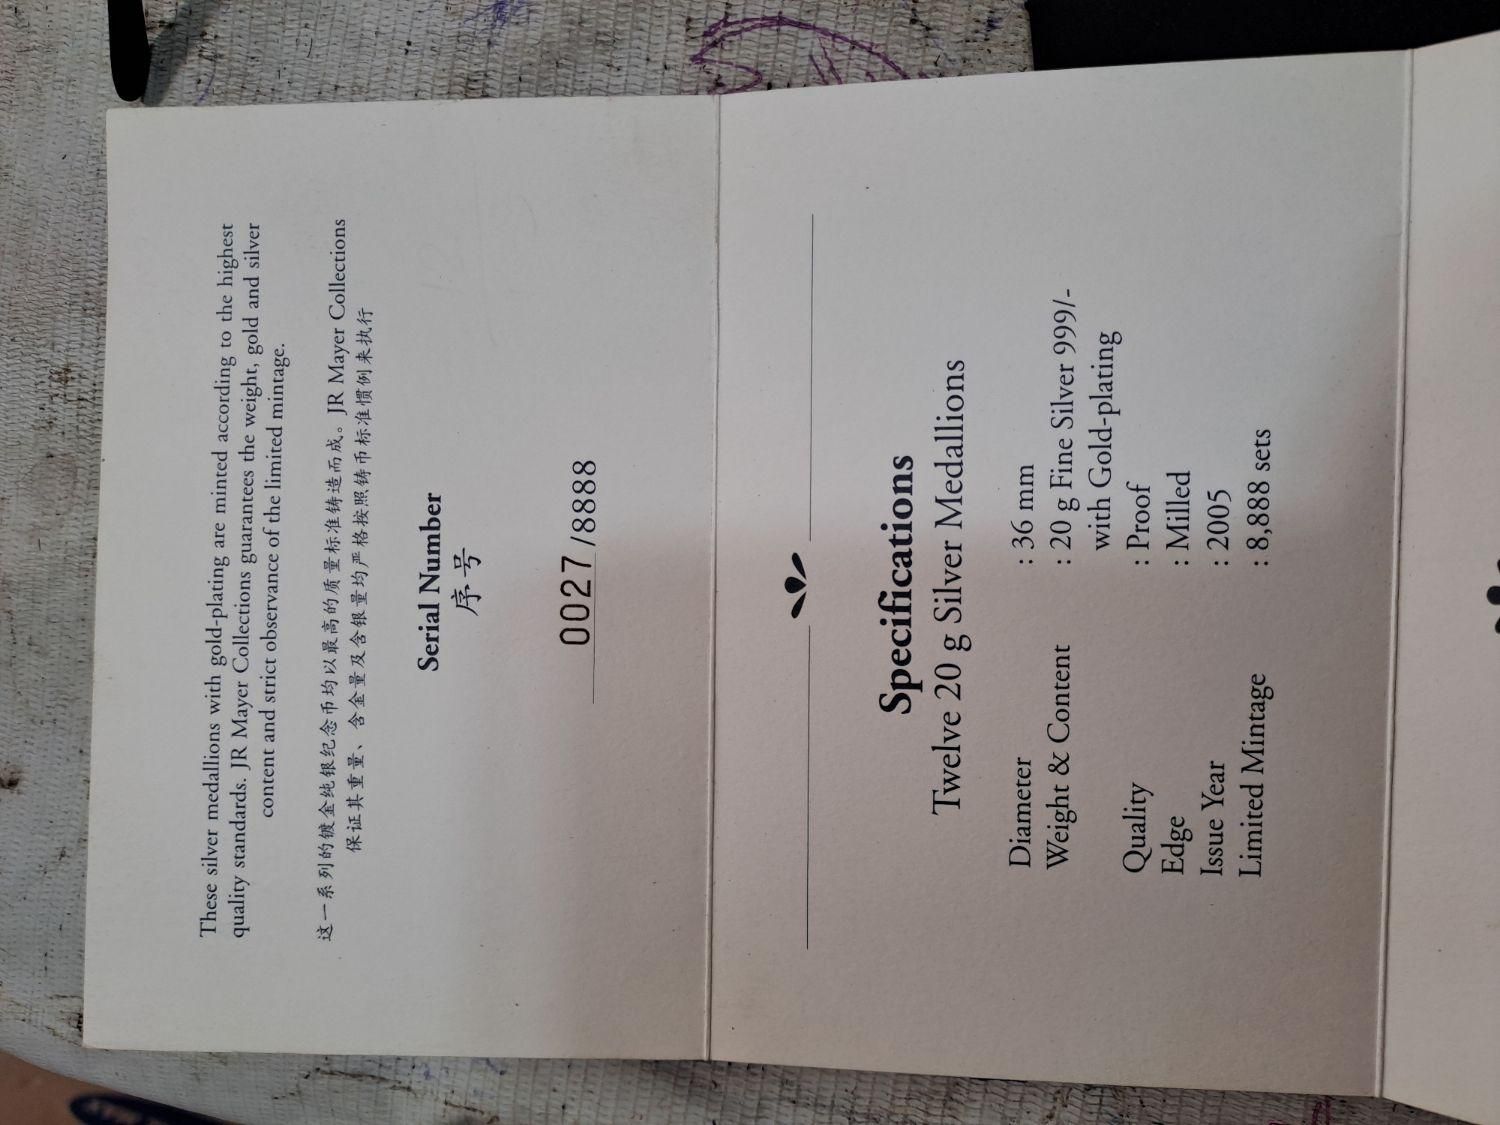 These silver medallions with gold-plating are minted according to the highest
quality standards. JR Mayer Collections guarantees the weight, gold and silver
content and strict observance of the limited mintage.
这一系列的镀金纯银纪念币均以最高的质量标准铸造而成。JR Mayer Collections
保证其重量、含金量及含银量均严格按照铸币标准惯例来执行
Serial Number
序号
0027/8888
Specifications
Twelve 20 g Silver Medallions
Diameter : 36 mm
Weight & Content : 20 g Fine Silver 999/-
with Gold-plating
Quality : Proof
Edge : Milled
Issue Year : 2005
Limited Mintage : 8,888 sets